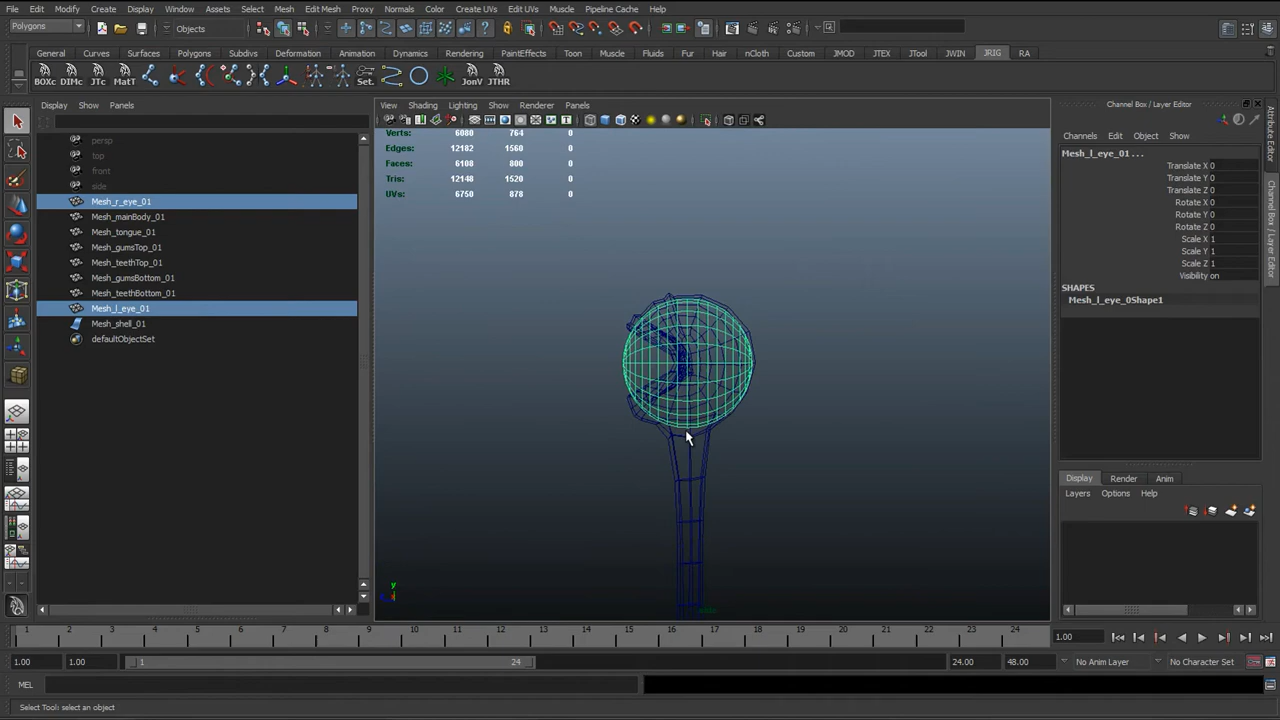 File Edit Modify Create Display Window Assets Select Mesh Edit Mesh Proxy Normals Color Create UVs Edit UVs Muscle Pipeline Cache Help
Polygons Objects
General Curves Surfaces Polygons Subdivs Deformation Animation Dynamics Rendering PaintEffects Toon Muscle Fluids Fur Hair nCloth Custom JMOD JTEX JTool JWIN JRIG RA
BOXc DIMc JTc MatT Set. JonV JTHR
Display Show Panels
persp
top
front
side
Mesh_r_eye_01
Mesh_mainBody_01
Mesh_tongue_01
Mesh_gumsTop_01
Mesh_teethTop_01
Mesh_gumsBottom_01
Mesh_teethBottom_01
Mesh_l_eye_01
Mesh_shell_01
defaultObjectSet
View Shading Lighting Show Renderer Panels
Verts: 6080 764 0
Edges: 12182 1560 0
Faces: 6108 800 0
Tris: 12148 1520 0
UVs: 6750 878 0
y
Channel Box / Layer Editor
Channels Edit Object Show
Mesh_l_eye_01...
Translate X 0
Translate Y 0
Translate Z 0
Rotate X 0
Rotate Y 0
Rotate Z 0
Scale X 1
Scale Y 1
Scale Z 1
Visibility on
SHAPES
Mesh_l_eye_0Shape1
Display Render Anim
Layers Options Help
Attribute Editor
Channel Box / Layer Editor
1 2 3 4 5 6 7 8 9 10 11 12 13 14 15 16 17 18 19 20 21 22 23 24
1.00
1.00 1.00 1 24 24.00 48.00 No Anim Layer No Character Set
MEL
Select Tool: select an object